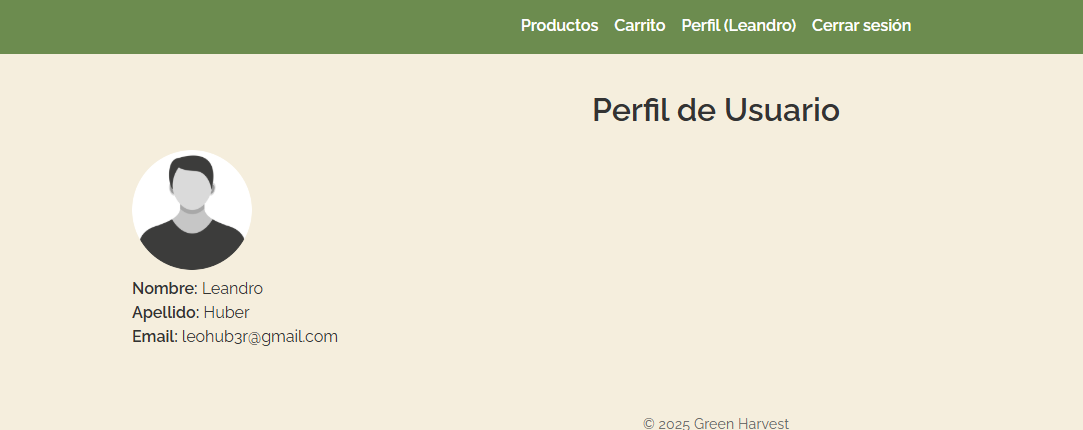 Productos Carrito Perfil (Leandro) Cerrar sesión
Perfil de Usuario
Nombre: Leandro
Apellido: Huber
Email: leohub3r@gmail.com
© 2025 Green Harvest